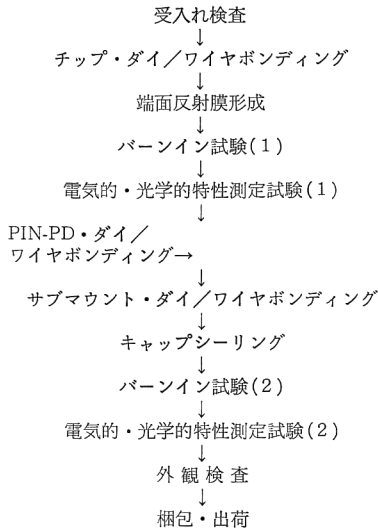 受入れ検査
↓
チップ・ダイ／ワイヤボンディング
↓
端面反射膜形成
↓
バーンイン試験(1)
↓
電気的・光学的特性測定試験(1)
↓
PIN-PD・ダイ／
ワイヤボンディング→
↓
サブマウント・ダイ／ワイヤボンディング
↓
キャップシーリング
↓
バーンイン試験(2)
↓
電気的・光学的特性測定試験(2)
↓
外観検査
↓
梱包・出荷